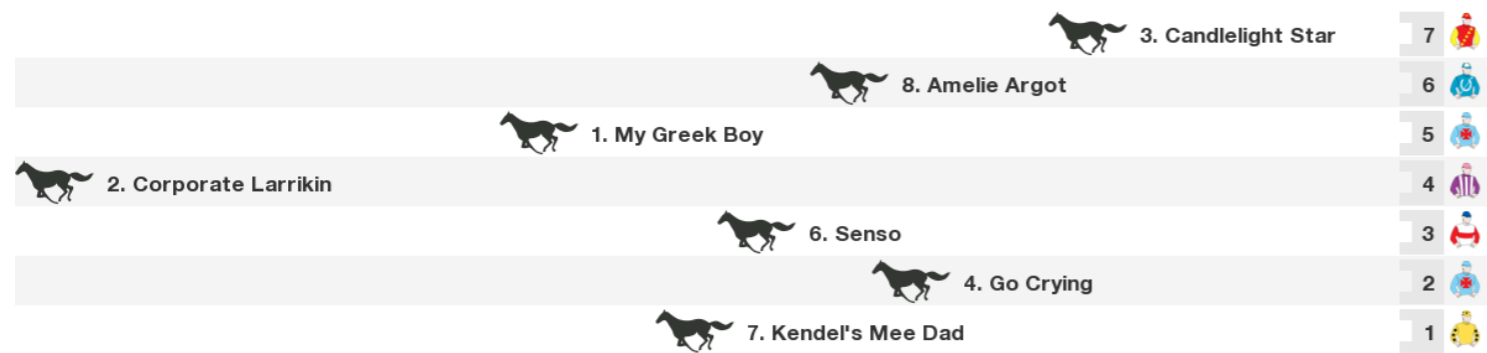 3. Candlelight Star 7
8. Amelie Argot 6
1. My Greek Boy 5
2. Corporate Larrikin 4
6. Senso 3
4. Go Crying 2
7. Kendel's Mee Dad 1